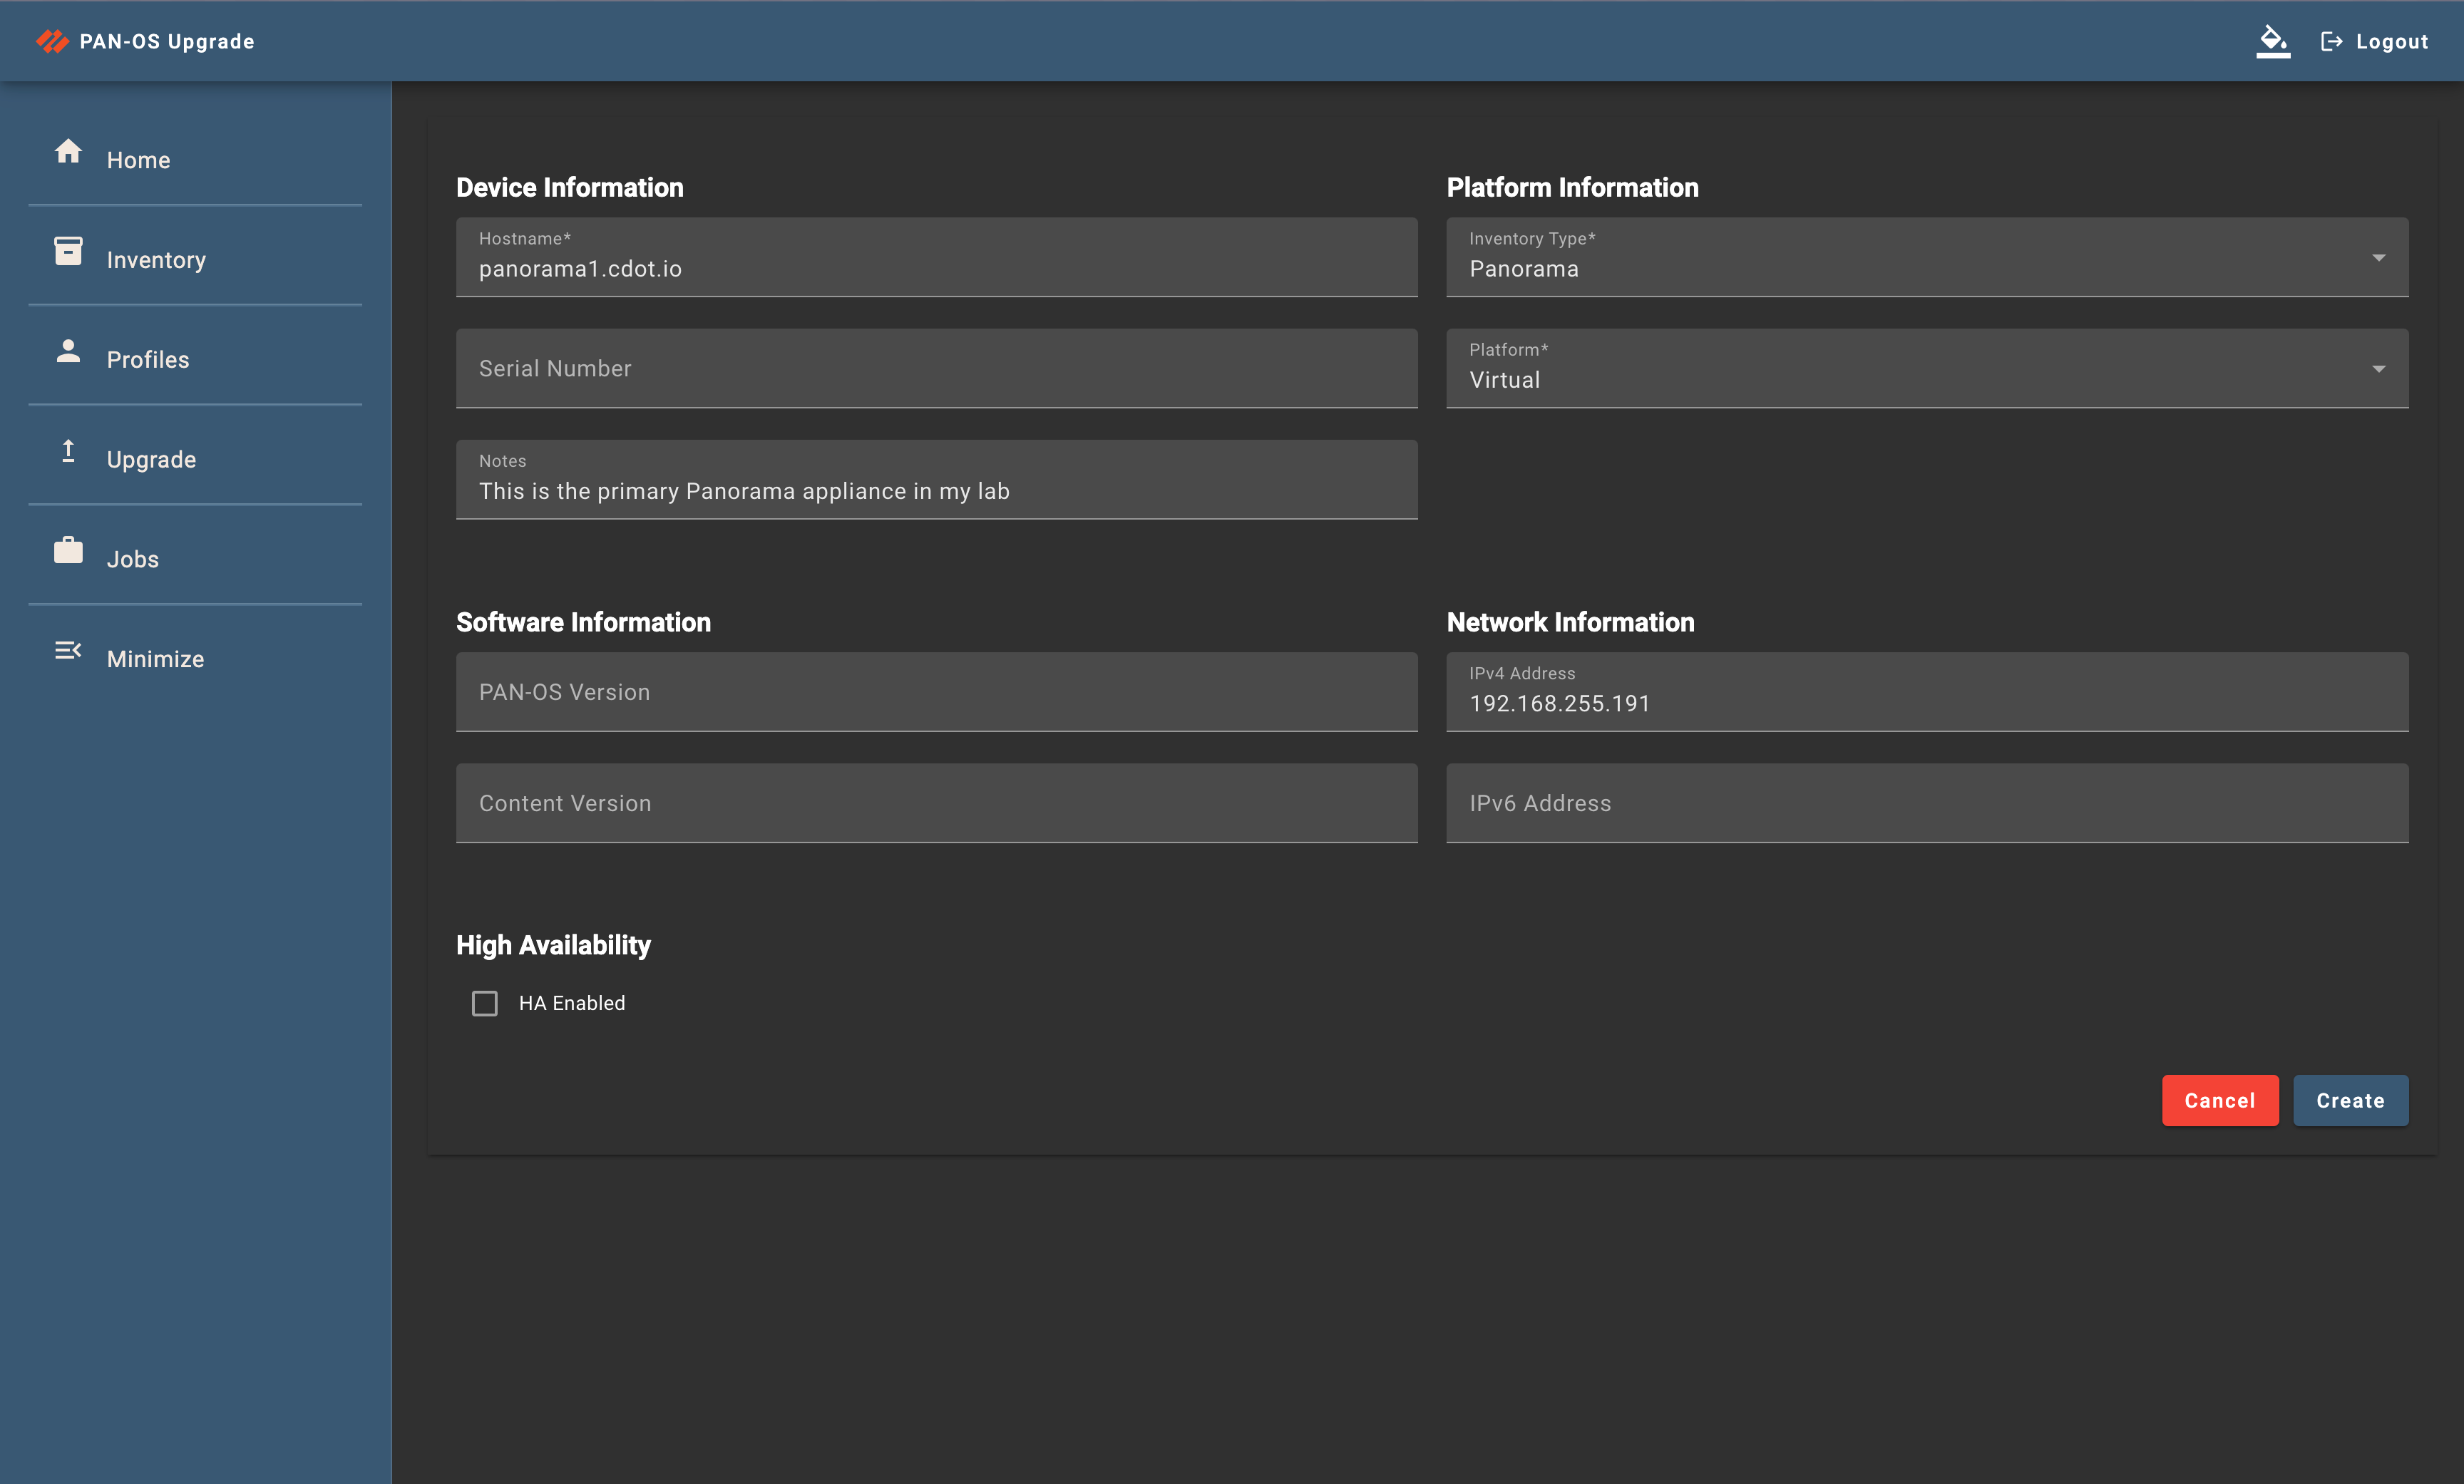 PAN-OS Upgrade
Logout
Home
Inventory
Profiles
Upgrade
Jobs
Minimize
Device Information
Hostname*
panorama1.cdot.io
Serial Number
Notes
This is the primary Panorama appliance in my lab
Platform Information
Inventory Type*
Panorama
Platform*
Virtual
Software Information
PAN-OS Version
Content Version
Network Information
IPv4 Address
192.168.255.191
IPv6 Address
High Availability
HA Enabled
Cancel
Create